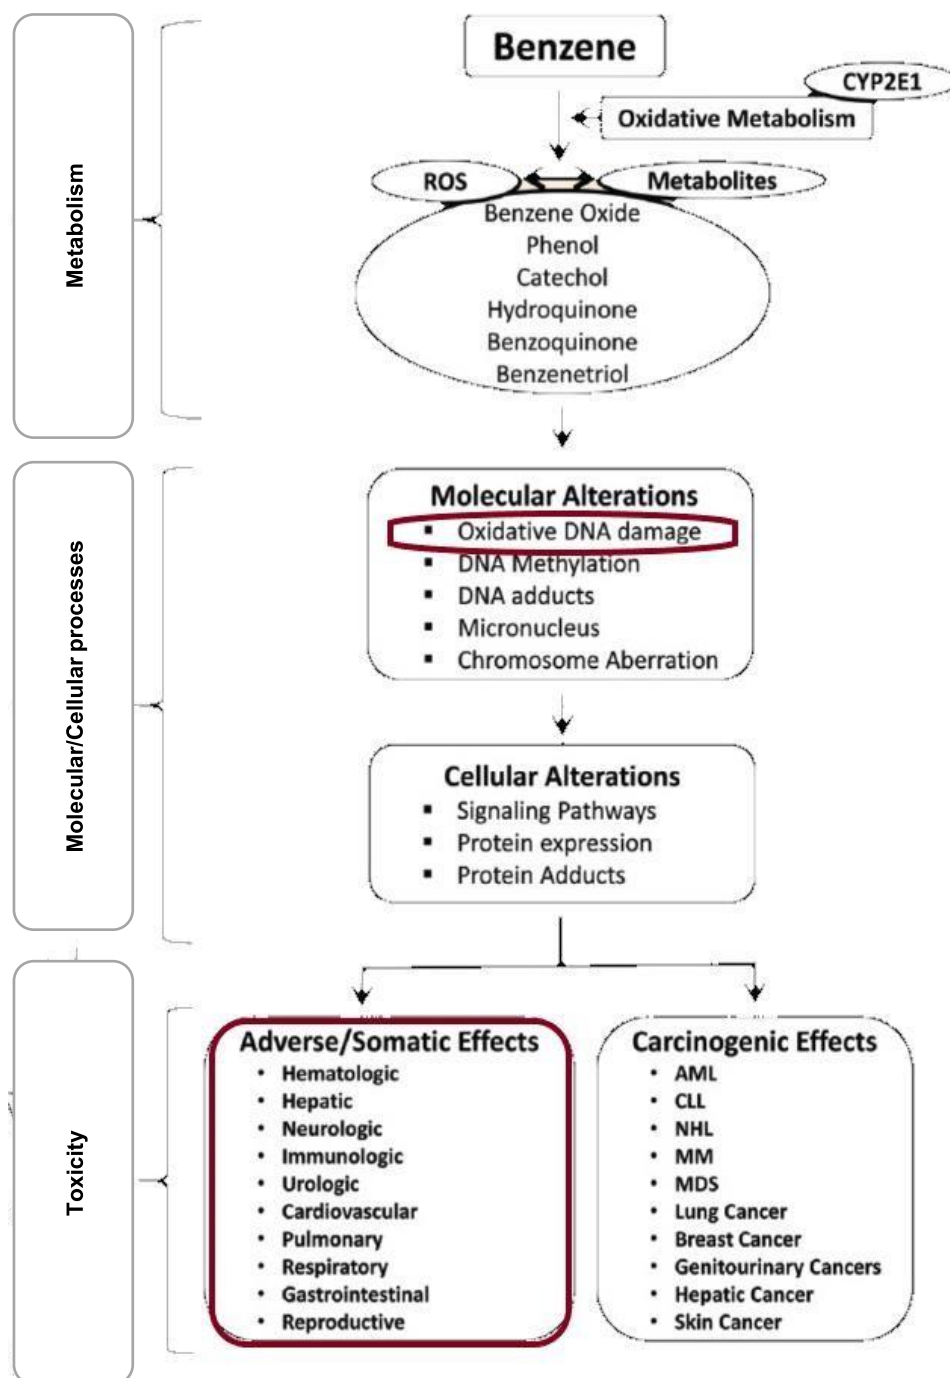 Benzene
CYP2E1
Oxidative Metabolism
ROS
Metabolites
Benzene Oxide
Phenol
Catechol
Hydroquinone
Benzoquinone
Benzenetriol
Metabolism
Molecular Alterations
▪ Oxidative DNA damage
▪ DNA Methylation
▪ DNA adducts
▪ Micronucleus
▪ Chromosome Aberration
Molecular/Cellular processes
Cellular Alterations
▪ Signaling Pathways
▪ Protein expression
▪ Protein Adducts
Toxicity
Adverse/Somatic Effects
• Hematologic
• Hepatic
• Neurologic
• Immunologic
• Urologic
• Cardiovascular
• Pulmonary
• Respiratory
• Gastrointestinal
• Reproductive
Carcinogenic Effects
• AML
• CLL
• NHL
• MM
• MDS
• Lung Cancer
• Breast Cancer
• Genitourinary Cancers
• Hepatic Cancer
• Skin Cancer